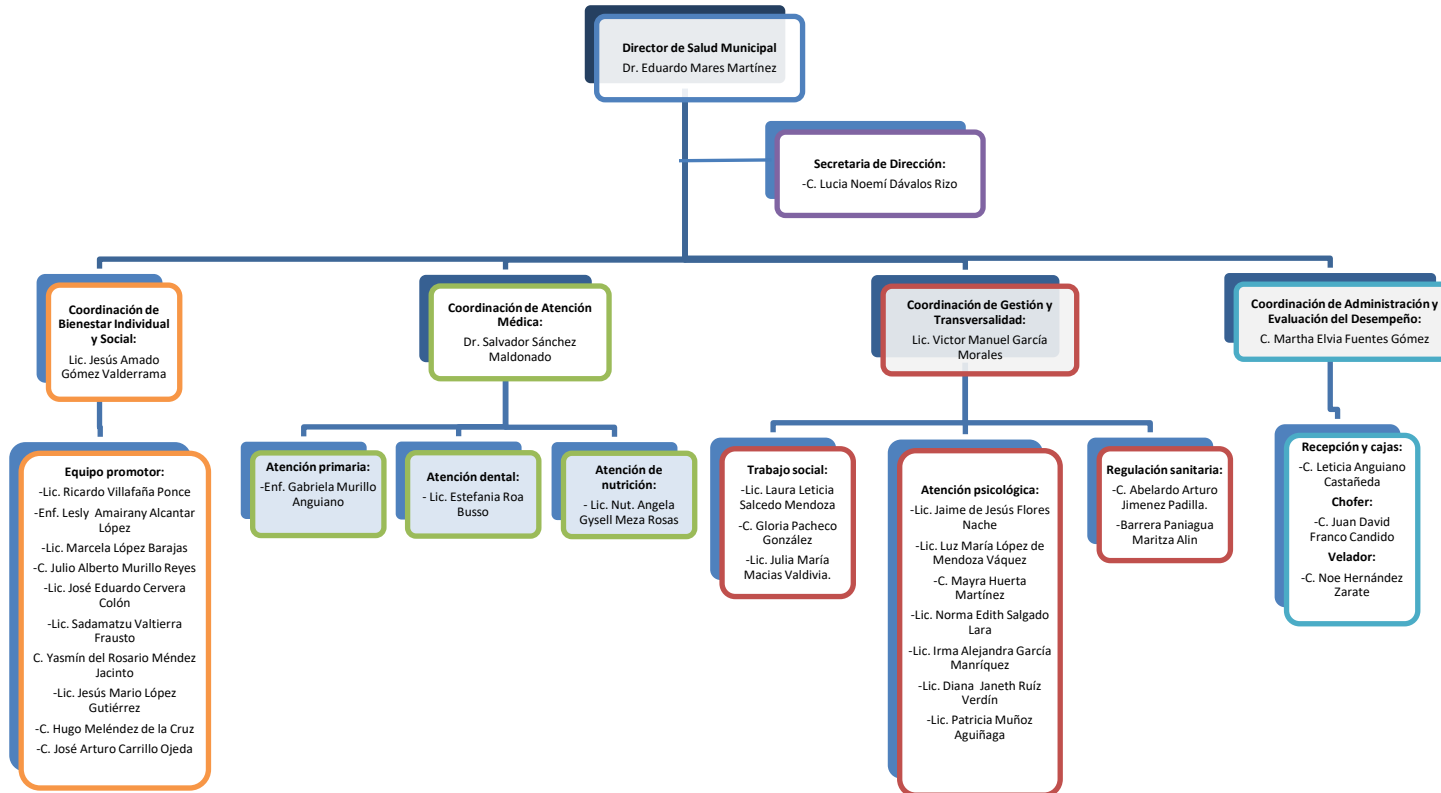 Director de Salud Municipal
Dr. Eduardo Mares Martínez
Secretaria de Dirección:
-C. Lucia Noemí Dávalos Rizo
Coordinación de
Bienestar Individual
y Social:
Lic. Jesús Amado
Gómez Valderrama
Coordinación de Atención
Médica:
Dr. Salvador Sánchez
Maldonado
Coordinación de Gestión y
Transversalidad:
Lic. Victor Manuel García
Morales
Coordinación de Administración y
Evaluación del Desempeño:
C. Martha Elvia Fuentes Gómez
Equipo promotor:
-Lic. Ricardo Villafaña Ponce
-Enf. Lesly  Amairany Alcantar
López
-Lic. Marcela López Barajas
-C. Julio Alberto Murillo Reyes
-Lic. José Eduardo Cervera
Colón
-Lic. Sadamatzu Valtierra
Frausto
C. Yasmín del Rosario Méndez
Jacinto
-Lic. Jesús Mario López
Gutiérrez
-C. Hugo Meléndez de la Cruz
-C. José Arturo Carrillo Ojeda
Atención primaria:
-Enf. Gabriela Murillo
Anguiano
Atención dental:
- Lic. Estefania Roa
Busso
Atención de
nutrición:
- Lic. Nut. Angela
Gysell Meza Rosas
Trabajo social:
-Lic. Laura Leticia
Salcedo Mendoza
-C. Gloria Pacheco
González
-Lic. Julia María
Macias Valdivia.
Atención psicológica:
-Lic. Jaime de Jesús Flores
Nache
-Lic. Luz María López de
Mendoza Váquez
-C. Mayra Huerta
Martínez
-Lic. Norma Edith Salgado
Lara
-Lic. Irma Alejandra García
Manríquez
-Lic. Diana  Janeth Ruíz
Verdín
-Lic. Patricia Muñoz
Aguiñaga
Regulación sanitaria:
-C. Abelardo Arturo
Jimenez Padilla.
-Barrera Paniagua
Maritza Alin
Recepción y cajas:
-C. Leticia Anguiano
Castañeda
Chofer:
-C. Juan David
Franco Candido
Velador:
-C. Noe Hernández
Zarate